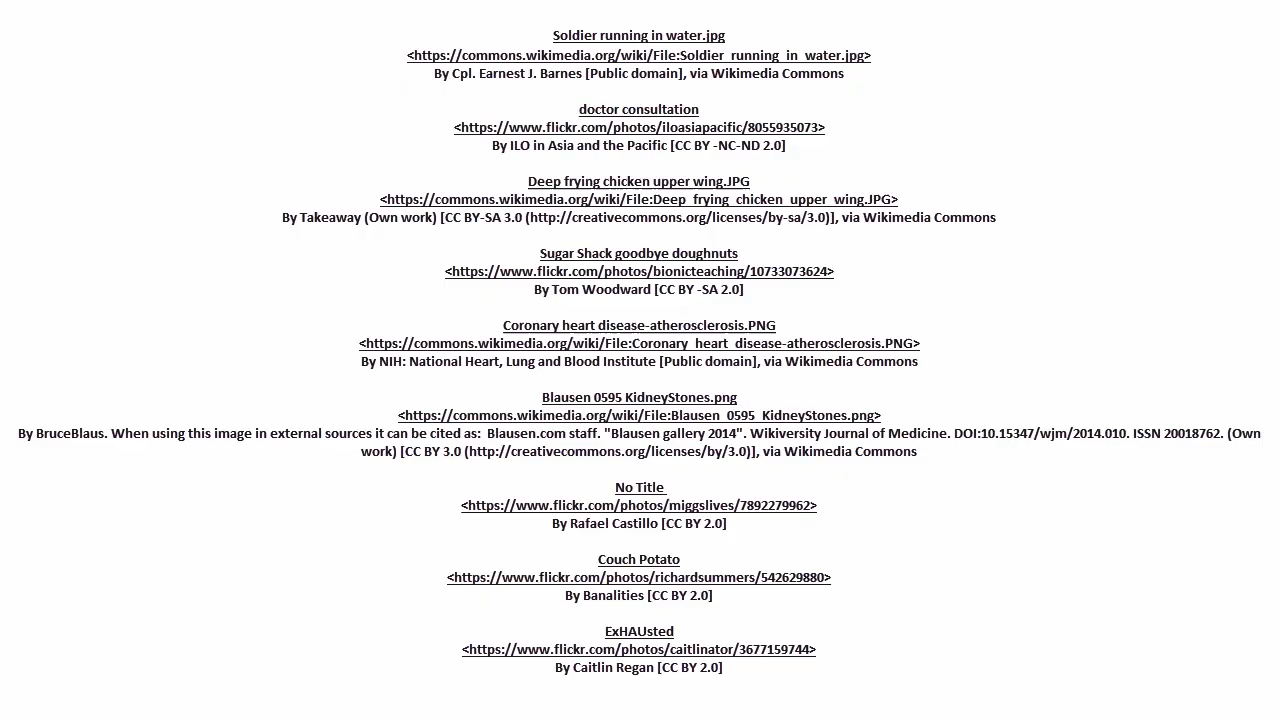 Soldier running in water.jpg
<https://commons.wikimedia.org/wiki/File:Soldier_running_in_water.jpg>
By Cpl. Earnest J. Barnes [Public domain], via Wikimedia Commons
doctor consultation
<https://www.flickr.com/photos/iloasiapacific/8055935073>
By ILO in Asia and the Pacific [CC BY -NC-ND 2.0]
Deep frying chicken upper wing.JPG
<https://commons.wikimedia.org/wiki/File:Deep_frying_chicken_upper_wing.JPG>
By Takeaway (Own work) [CC BY-SA 3.0 (http://creativecommons.org/licenses/by-sa/3.0)], via Wikimedia Commons
Sugar Shack goodbye doughnuts
<https://www.flickr.com/photos/bionicteaching/10733073624>
By Tom Woodward [CC BY -SA 2.0]
Coronary heart disease-atherosclerosis.PNG
<https://commons.wikimedia.org/wiki/File:Coronary_heart_disease-atherosclerosis.PNG>
By NIH: National Heart, Lung and Blood Institute [Public domain], via Wikimedia Commons
Blausen 0595 KidneyStones.png
<https://commons.wikimedia.org/wiki/File:Blausen_0595_KidneyStones.png>
By BruceBlaus. When using this image in external sources it can be cited as:  Blausen.com staff. "Blausen gallery 2014". Wikiversity Journal of Medicine. DOI:10.15347/wjm/2014.010. ISSN 20018762. (Own
work) [CC BY 3.0 (http://creativecommons.org/licenses/by/3.0)], via Wikimedia Commons
No Title
<https://www.flickr.com/photos/miggslives/7892279962>
By Rafael Castillo [CC BY 2.0]
Couch Potato
<https://www.flickr.com/photos/richardsummers/542629880>
By Banalities [CC BY 2.0]
ExHAUsted
<https://www.flickr.com/photos/caitlinator/3677159744>
By Caitlin Regan [CC BY 2.0]